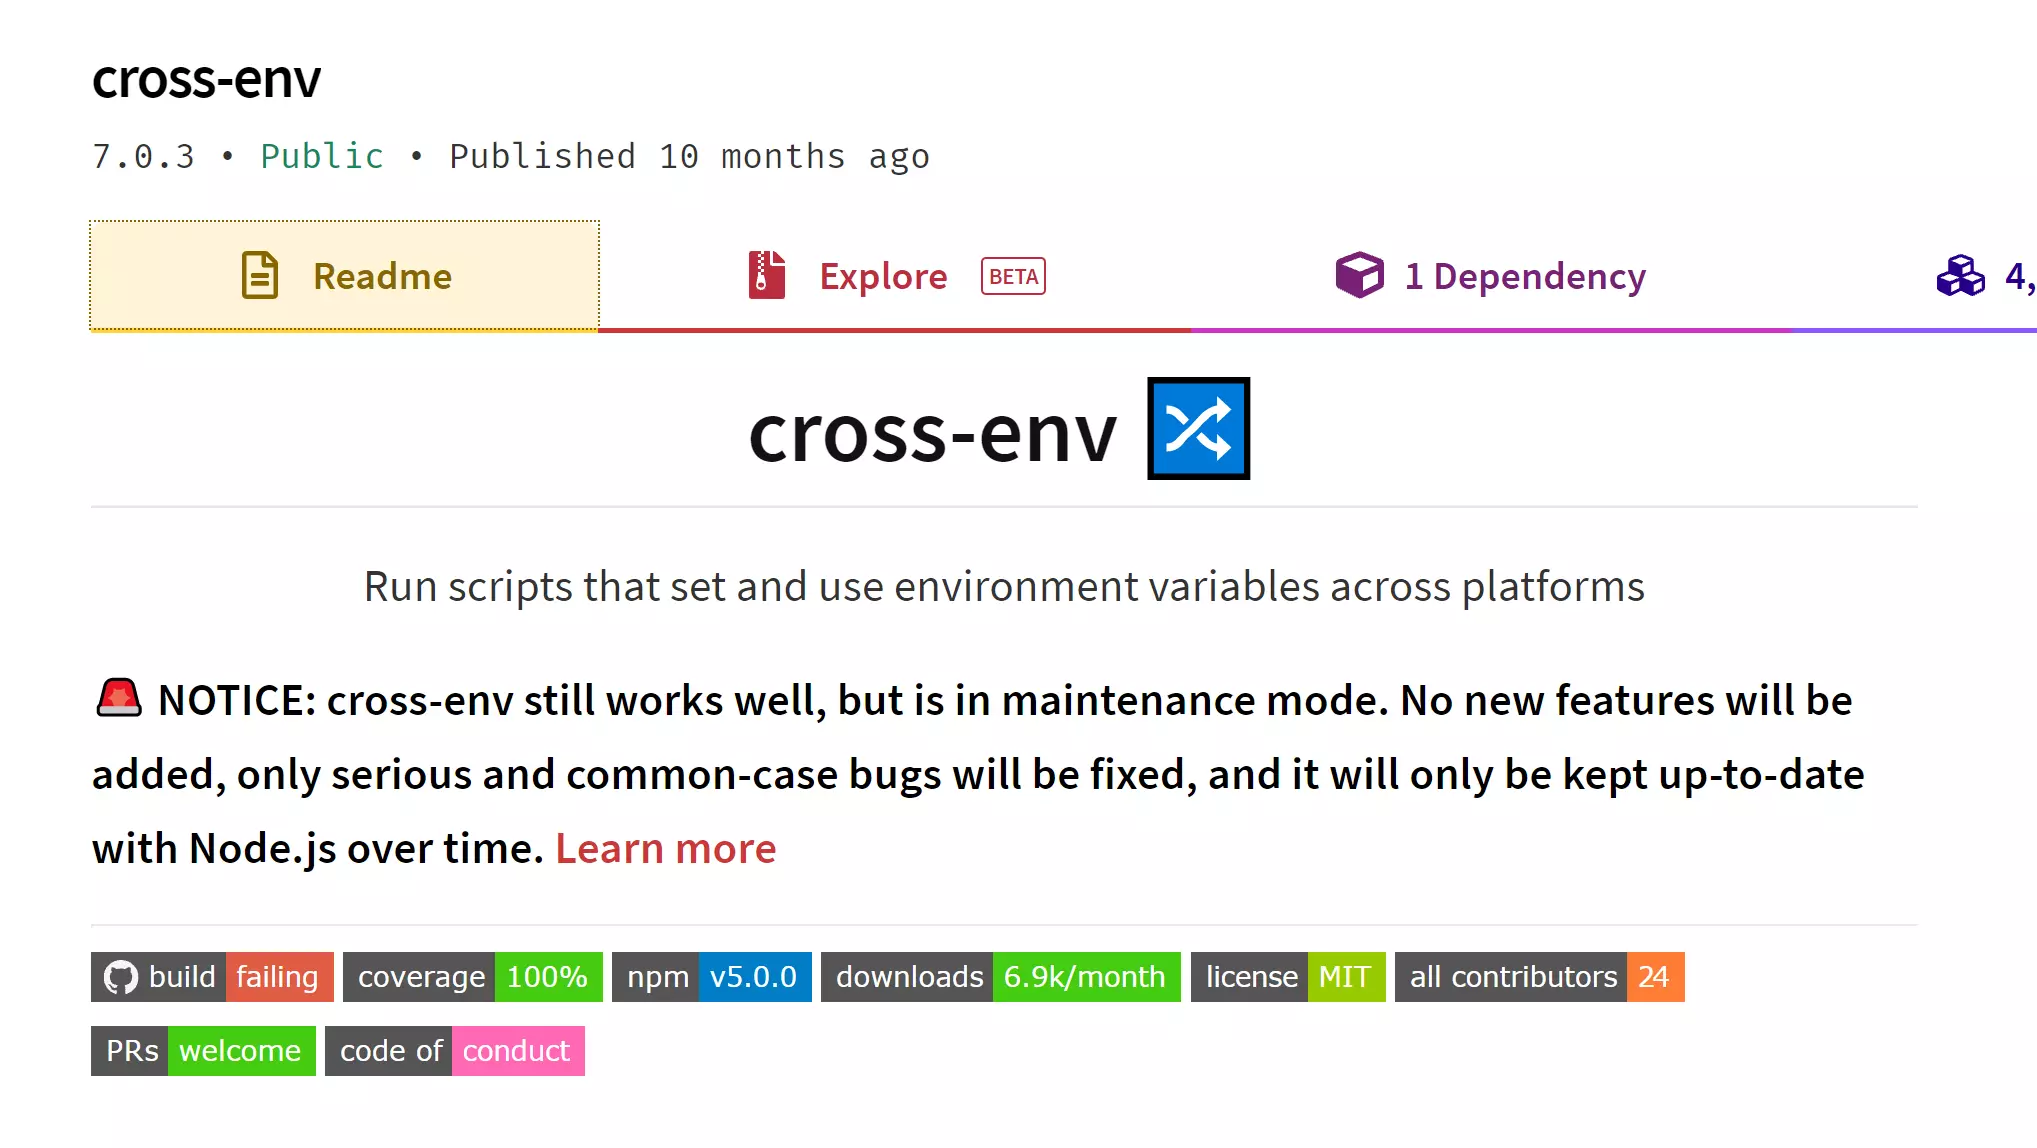 cross-env
7.0.3 • Public • Published 10 months ago
Readme
Explore BETA
1 Dependency
4,
cross-env
Run scripts that set and use environment variables across platforms
NOTICE: cross-env still works well, but is in maintenance mode. No new features will be
added, only serious and common-case bugs will be fixed, and it will only be kept up-to-date
with Node.js over time. Learn more
build failing coverage 100% npm v5.0.0 downloads 6.9k/month license MIT all contributors 24
PRs welcome code of conduct